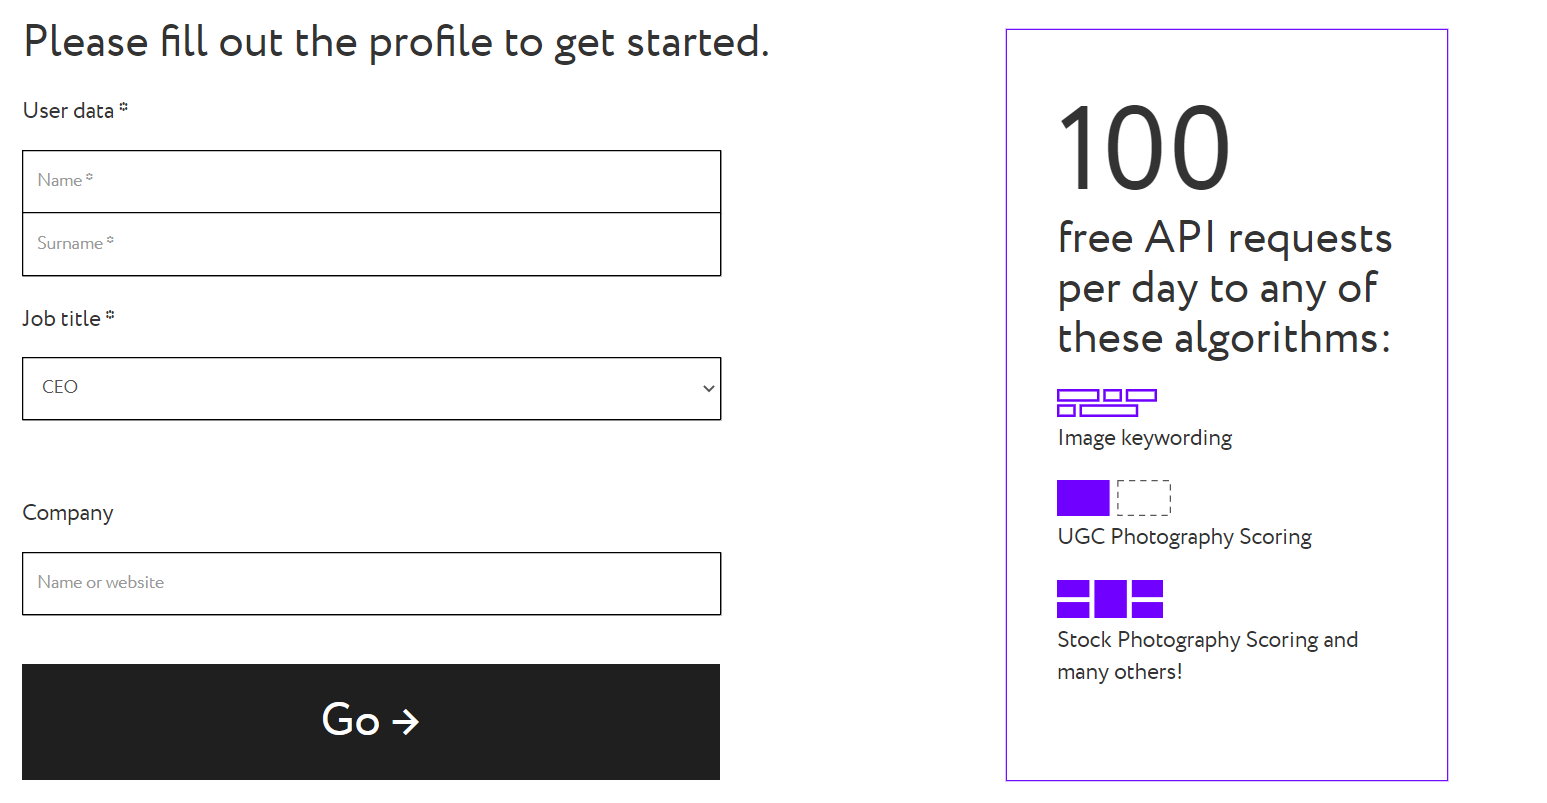 Please fill out the profile to get started.
User data *
Name *
Surname *
Job title *
CEO
Company
Name or website
Go →
100
free API requests
per day to any of
these algorithms:
Image keywording
UGC Photography Scoring
Stock Photography Scoring and
many others!